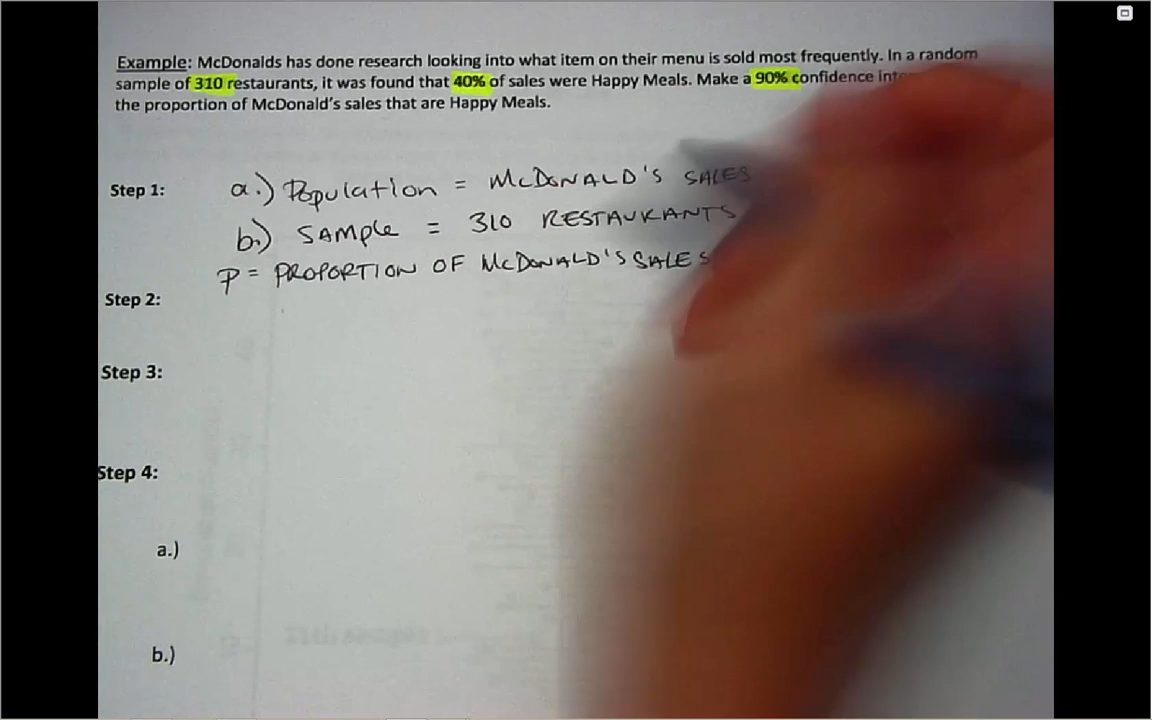 Example: McDonalds has done research looking into what item on their menu is sold most frequently. In a random
sample of 310 restaurants, it was found that 40% of sales were Happy Meals. Make a 90% confidence
the proportion of McDonald's sales that are Happy Meals.
Step 1: a.) Population = McDONALD'S SALES
b.) SAMple = 310 RESTAURANTS
P = PROPORTION OF McDONALD'S SALES
Step 2:
Step 3:
Step 4:
a.)
b.)